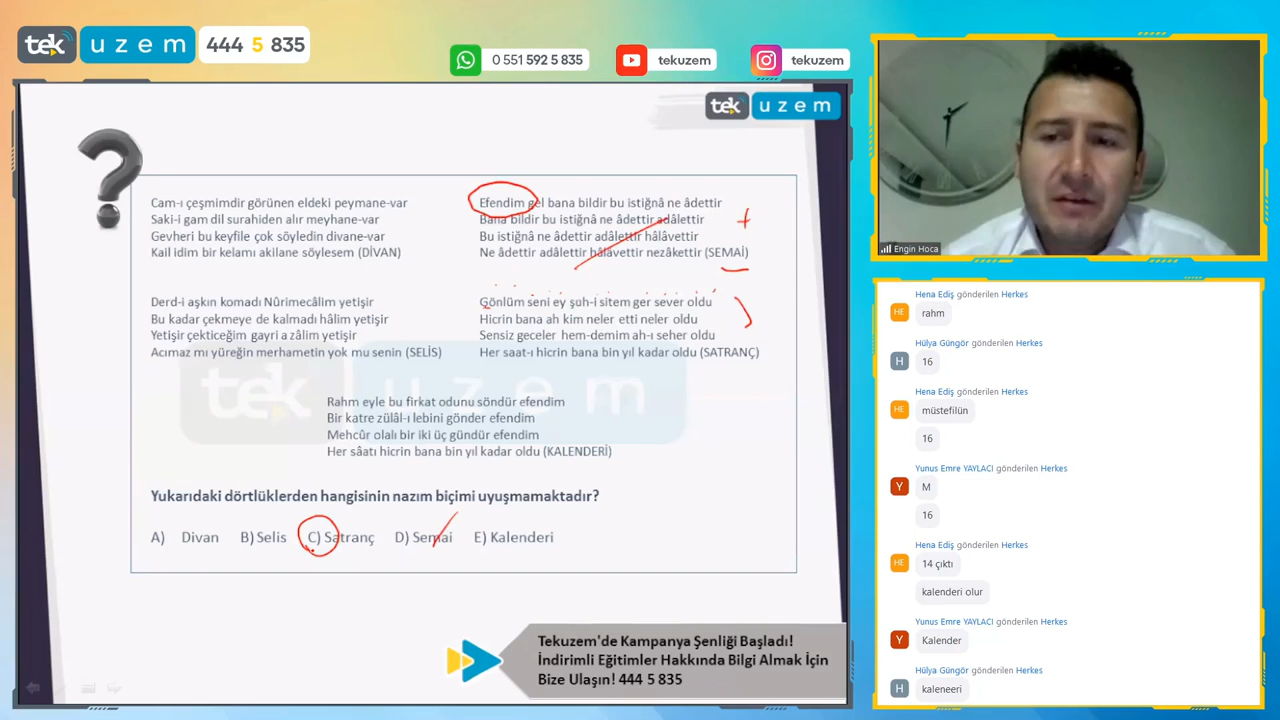 tek uzem 444 5 835
0 551 592 5 835
tekuzem
tekuzem
tek uzem
Cam-ı çeşmimdir görünen eldeki peymane-var
Saki-i gam dil surahiden alır meyhane-var
Gevheri bu keyfile çok söyledin divane-var
Kail idim bir kelamı akilane söylesem (DİVAN)
Efendim gel bana bildir bu istiğnâ ne âdettir
Bana bildir bu istiğnâ ne âdettir adâlettir
Bu istiğnâ ne âdettir adâlettir hâlâvettir
Ne âdettir adâlettir hâlâvettir nezâkettir (SEMAİ)
Derd-i aşkın komadı Nûrimecâlim yetişir
Bu kadar çekmeye de kalmadı hâlim yetişir
Yetişir çekticeğim gayri a zâlim yetişir
Acımaz mı yüreğin merhametin yok mu senin (SELİS)
Gönlüm seni ey şuh-i sitem ger sever oldu
Hicrin bana ah kim neler etti neler oldu
Sensiz geceler hem-demim ah-ı seher oldu
Her saat-ı hicrin bana bin yıl kadar oldu (SATRANÇ)
tek uzem
Rahm eyle bu firkat odunu söndür efendim
Bir katre zülâl-ı lebini gönder efendim
Mehcûr olalı bir iki üç gündür efendim
Her sâatı hicrin bana bin yıl kadar oldu (KALENDERİ)
Yukarıdaki dörtlüklerden hangisinin nazım biçimi uyuşmamaktadır?
A) Divan B) Selis C) Satranç D) Semai E) Kalenderi
Tekuzem'de Kampanya Şenliği Başladı!
İndirimli Eğitimler Hakkında Bilgi Almak İçin
Bize Ulaşın! 444 5 835
Engin Hoca
Hena Ediş gönderilen Herkes
HE
rahm
Hülya Güngör gönderilen Herkes
H
16
Hena Ediş gönderilen Herkes
HE
müstefilün
16
Yunus Emre YAYLACI gönderilen Herkes
Y
M
16
Hena Ediş gönderilen Herkes
HE
14 çıktı
kalenderi olur
Yunus Emre YAYLACI gönderilen Herkes
Y
Kalender
Hülya Güngör gönderilen Herkes
H
kaleneeri